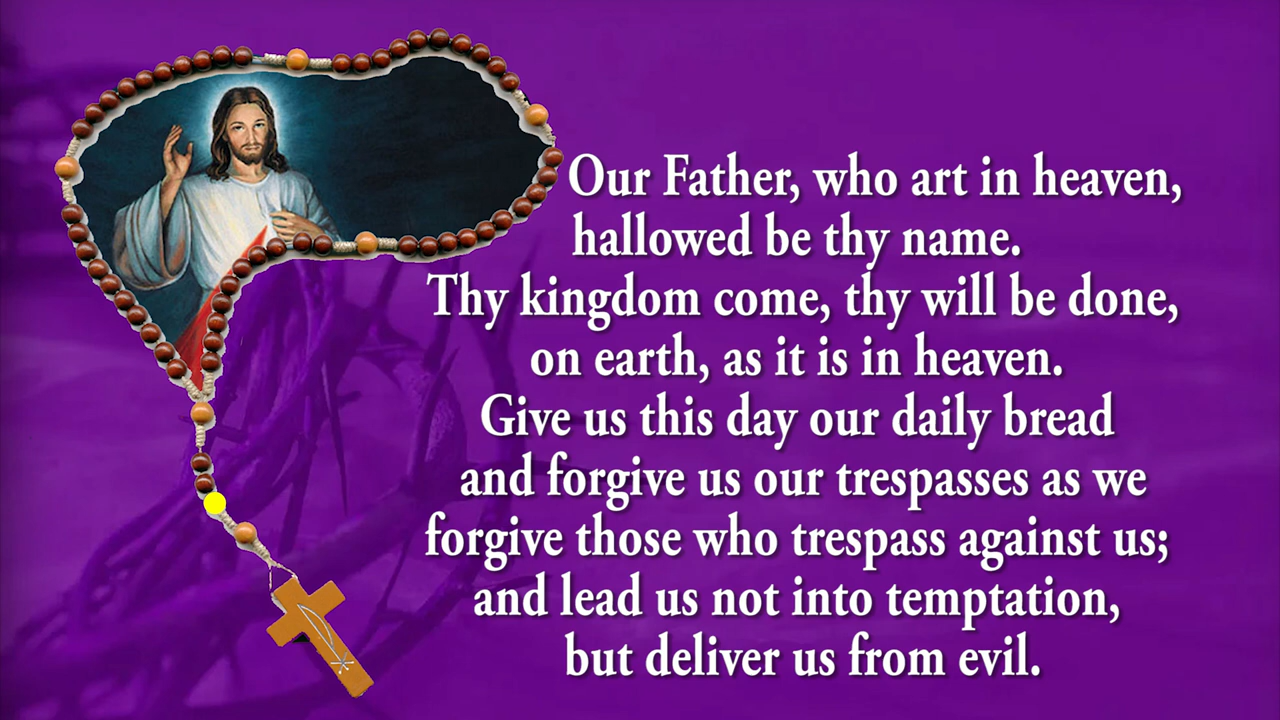 Our Father, who art in heaven,
hallowed be thy name.
Thy kingdom come, thy will be done,
on earth, as it is in heaven.
Give us this day our daily bread
and forgive us our trespasses as we
forgive those who trespass against us;
and lead us not into temptation,
but deliver us from evil.